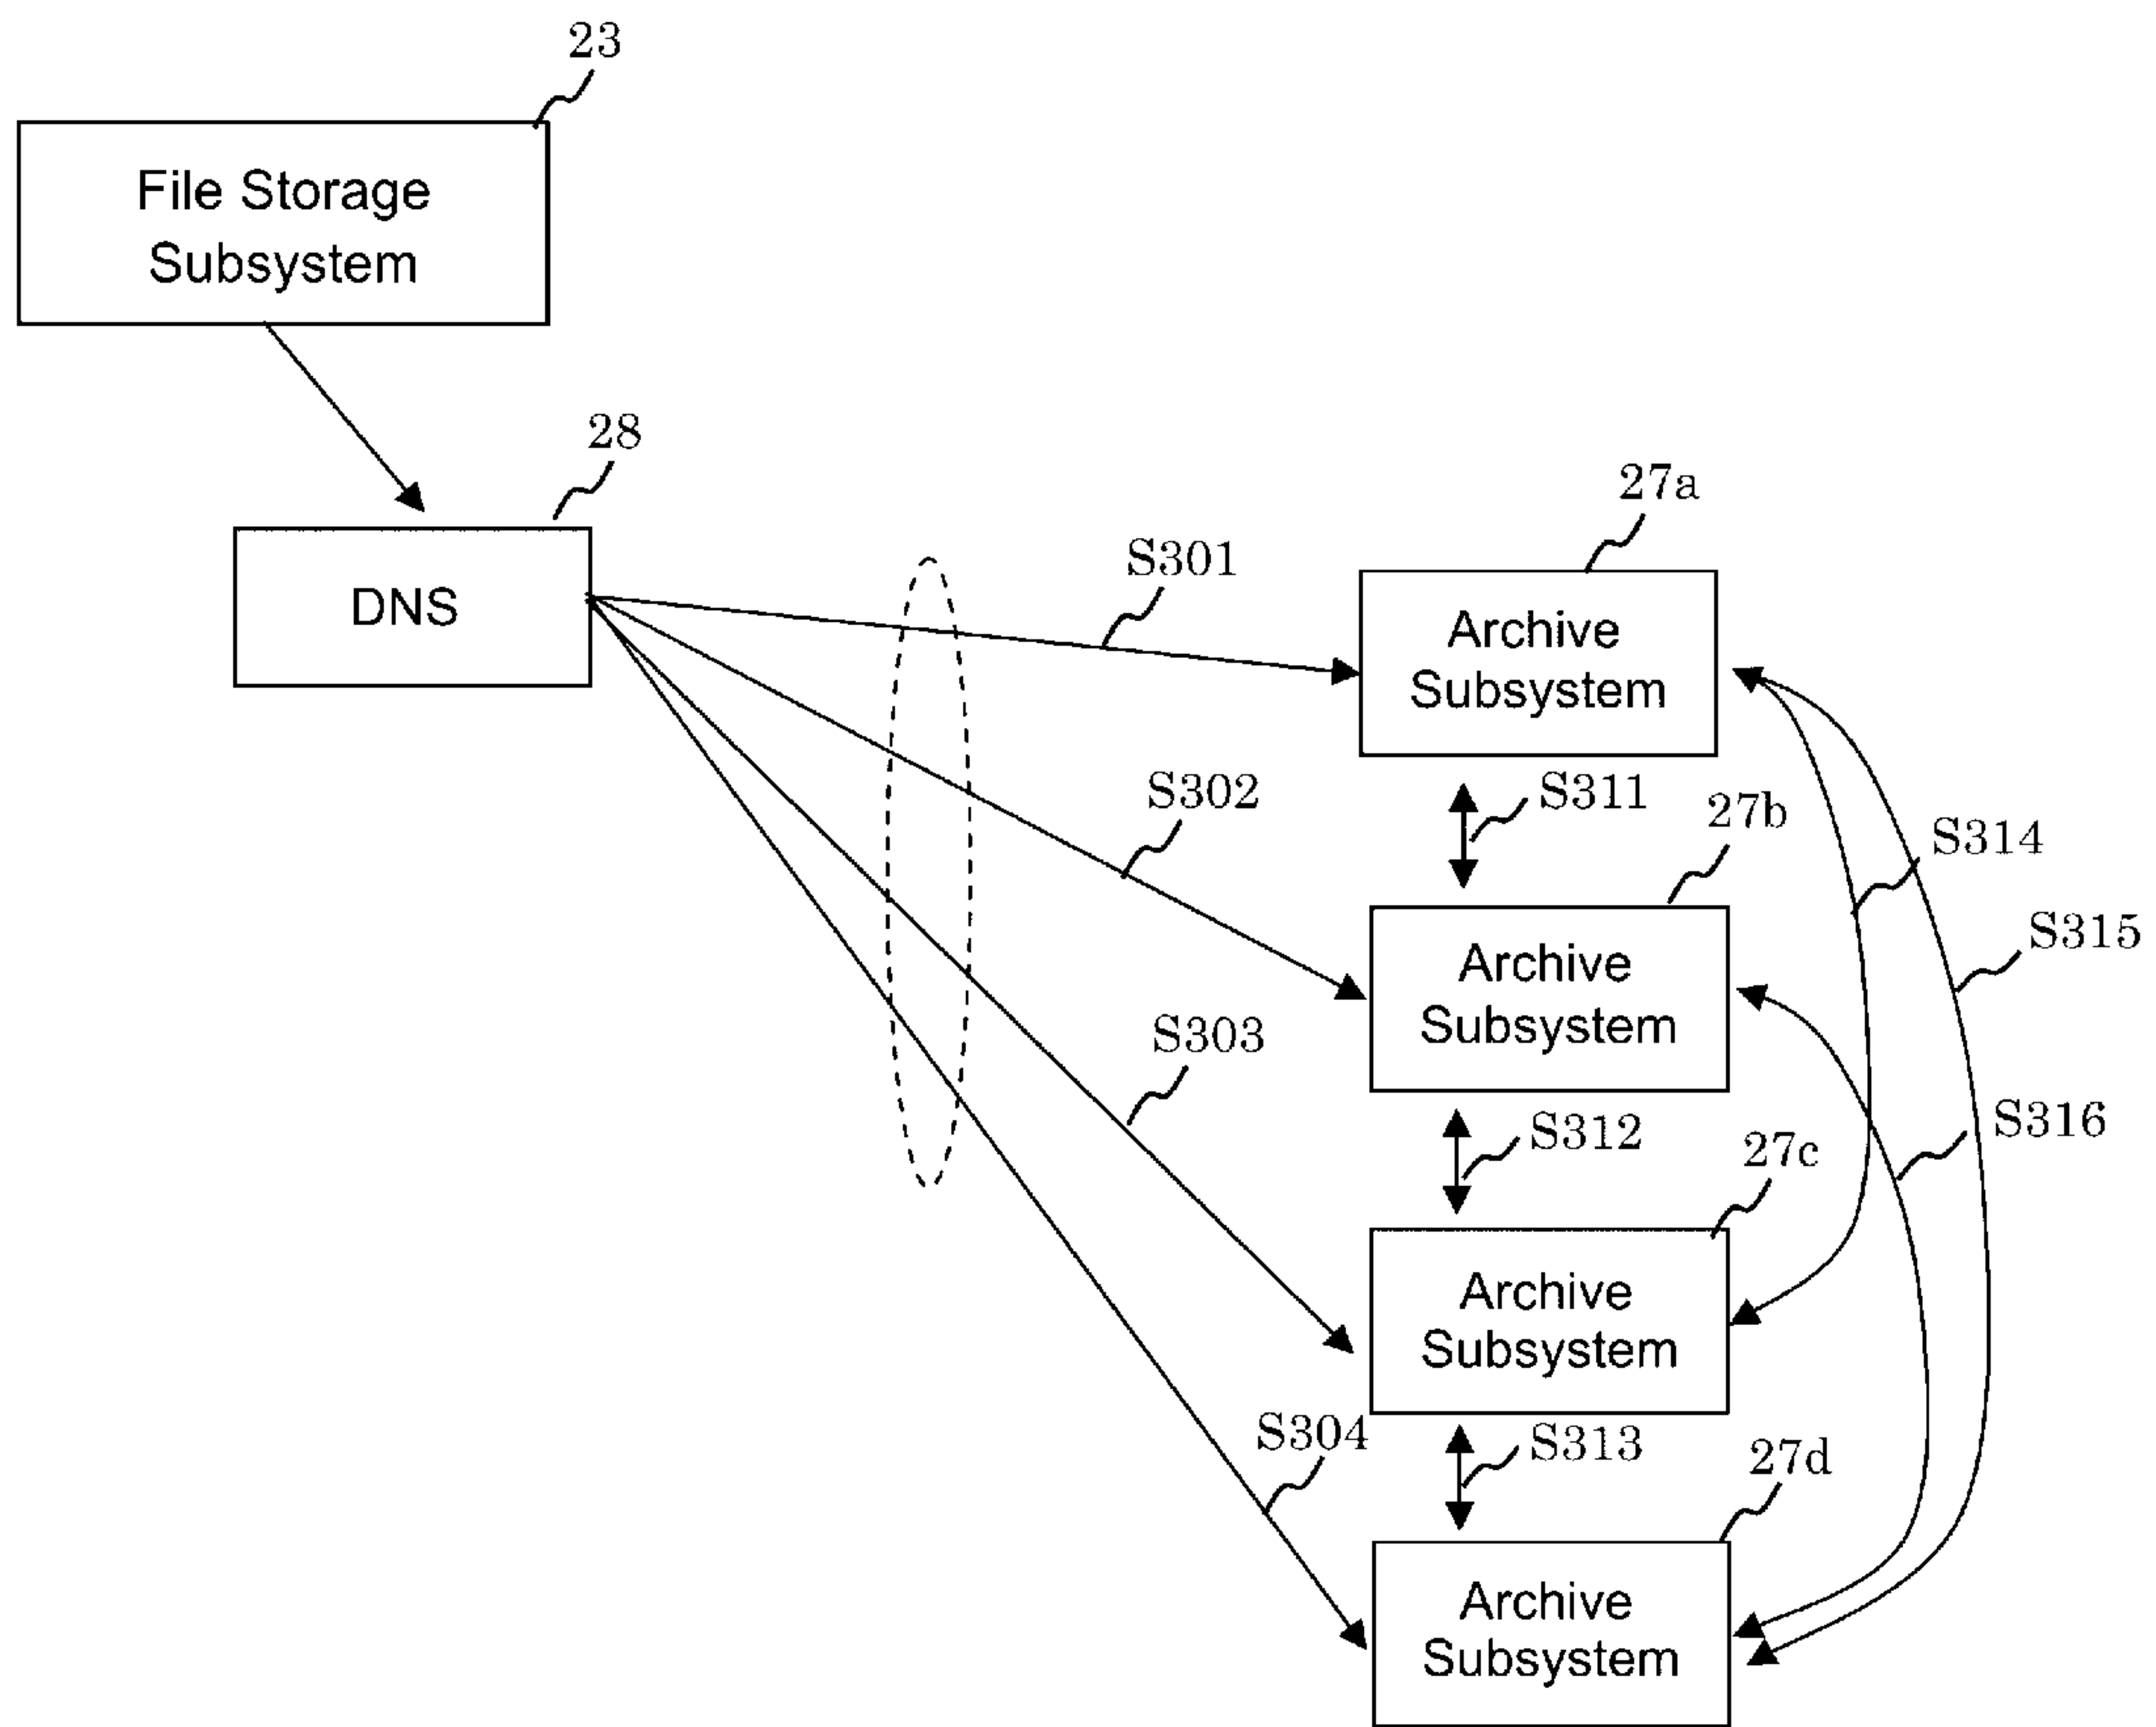 23
File Storage
Subsystem
28
DNS
27a
S301
Archive
Subsystem
S302
S311
27b
S314
S315
Archive
Subsystem
S303
S312
S316
27c
Archive
Subsystem
S304
S313
27d
Archive
Subsystem